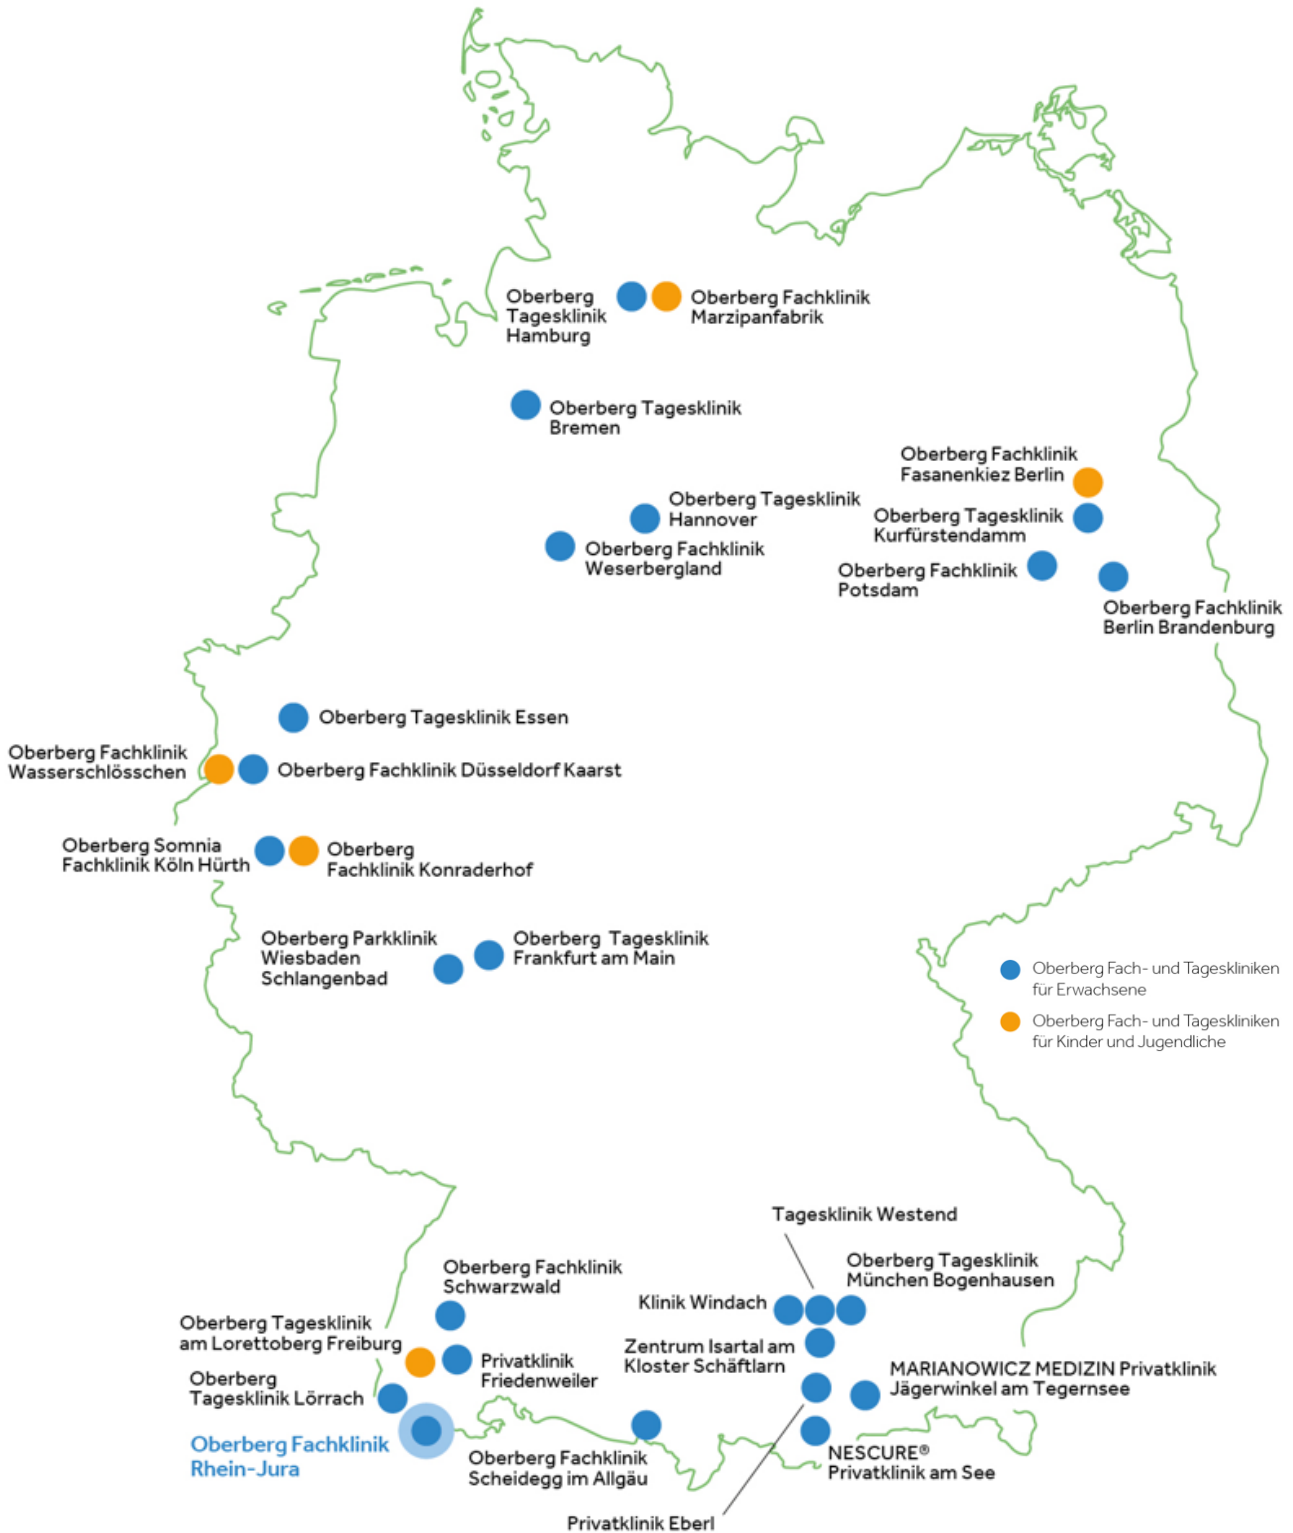 Oberberg
Tagesklinik
Hamburg
Oberberg Fachklinik
Marzipanfabrik
Oberberg Tagesklinik
Bremen
Oberberg Fachklinik
Fasanenkiez Berlin
Oberberg Tagesklinik
Hannover
Oberberg Tagesklinik
Kurfürstendamm
Oberberg Fachklinik
Weserbergland
Oberberg Fachklinik
Potsdam
Oberberg Fachklinik
Berlin Brandenburg
Oberberg Tagesklinik Essen
Oberberg Fachklinik
Wasserschlösschen
Oberberg Fachklinik Düsseldorf Kaarst
Oberberg Somnia
Fachklinik Köln Hürth
Oberberg
Fachklinik Konraderhof
Oberberg Parkklinik
Wiesbaden
Schlangenbad
Oberberg Tagesklinik
Frankfurt am Main
Oberberg Fach- und Tageskliniken
für Erwachsene
Oberberg Fach- und Tageskliniken
für Kinder und Jugendliche
Tagesklinik Westend
Oberberg Fachklinik
Schwarzwald
Oberberg Tagesklinik
München Bogenhausen
Klinik Windach
Oberberg Tagesklinik
am Lorettoberg Freiburg
Zentrum Isartal am
Kloster Schäftlarn
Privatklinik
Friedenweiler
MARIANOWICZ MEDIZIN Privatklinik
Jägerwinkel am Tegernsee
Oberberg
Tagesklinik Lörrach
Oberberg Fachklinik
Rhein-Jura
Oberberg Fachklinik
Scheidegg im Allgäu
NESCURE®
Privatklinik am See
Privatklinik Eberl